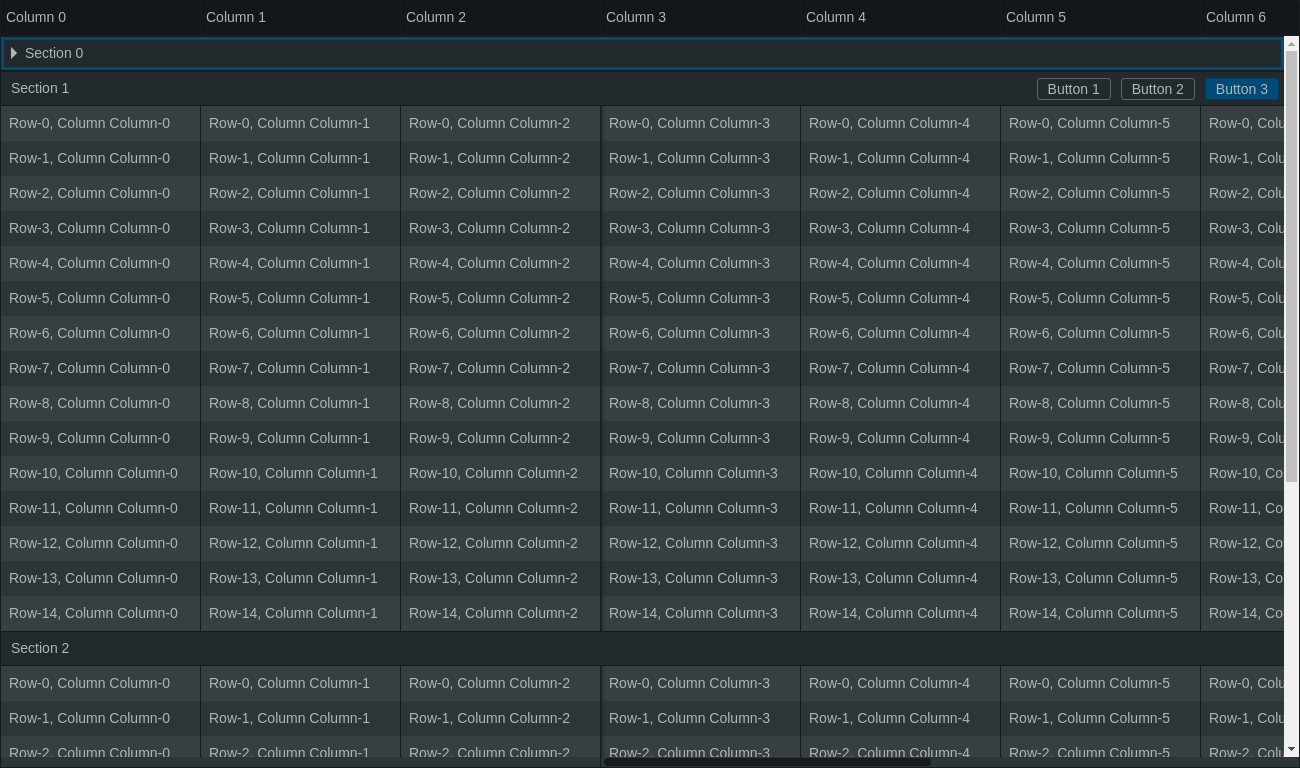 Column 0 Column 1 Column 2 Column 3 Column 4 Column 5 Column 6
Section 0
Section 1 Button 1 Button 2 Button 3
Row-0, Column Column-0 Row-0, Column Column-1 Row-0, Column Column-2 Row-0, Column Column-3 Row-0, Column Column-4 Row-0, Column Column-5 Row-0, Colu
Row-1, Column Column-0 Row-1, Column Column-1 Row-1, Column Column-2 Row-1, Column Column-3 Row-1, Column Column-4 Row-1, Column Column-5 Row-1, Colu
Row-2, Column Column-0 Row-2, Column Column-1 Row-2, Column Column-2 Row-2, Column Column-3 Row-2, Column Column-4 Row-2, Column Column-5 Row-2, Colu
Row-3, Column Column-0 Row-3, Column Column-1 Row-3, Column Column-2 Row-3, Column Column-3 Row-3, Column Column-4 Row-3, Column Column-5 Row-3, Colu
Row-4, Column Column-0 Row-4, Column Column-1 Row-4, Column Column-2 Row-4, Column Column-3 Row-4, Column Column-4 Row-4, Column Column-5 Row-4, Colu
Row-5, Column Column-0 Row-5, Column Column-1 Row-5, Column Column-2 Row-5, Column Column-3 Row-5, Column Column-4 Row-5, Column Column-5 Row-5, Colu
Row-6, Column Column-0 Row-6, Column Column-1 Row-6, Column Column-2 Row-6, Column Column-3 Row-6, Column Column-4 Row-6, Column Column-5 Row-6, Colu
Row-7, Column Column-0 Row-7, Column Column-1 Row-7, Column Column-2 Row-7, Column Column-3 Row-7, Column Column-4 Row-7, Column Column-5 Row-7, Colu
Row-8, Column Column-0 Row-8, Column Column-1 Row-8, Column Column-2 Row-8, Column Column-3 Row-8, Column Column-4 Row-8, Column Column-5 Row-8, Colu
Row-9, Column Column-0 Row-9, Column Column-1 Row-9, Column Column-2 Row-9, Column Column-3 Row-9, Column Column-4 Row-9, Column Column-5 Row-9, Colu
Row-10, Column Column-0 Row-10, Column Column-1 Row-10, Column Column-2 Row-10, Column Column-3 Row-10, Column Column-4 Row-10, Column Column-5 Row-10, Co
Row-11, Column Column-0 Row-11, Column Column-1 Row-11, Column Column-2 Row-11, Column Column-3 Row-11, Column Column-4 Row-11, Column Column-5 Row-11, Co
Row-12, Column Column-0 Row-12, Column Column-1 Row-12, Column Column-2 Row-12, Column Column-3 Row-12, Column Column-4 Row-12, Column Column-5 Row-12, Co
Row-13, Column Column-0 Row-13, Column Column-1 Row-13, Column Column-2 Row-13, Column Column-3 Row-13, Column Column-4 Row-13, Column Column-5 Row-13, Co
Row-14, Column Column-0 Row-14, Column Column-1 Row-14, Column Column-2 Row-14, Column Column-3 Row-14, Column Column-4 Row-14, Column Column-5 Row-14, Co
Section 2
Row-0, Column Column-0 Row-0, Column Column-1 Row-0, Column Column-2 Row-0, Column Column-3 Row-0, Column Column-4 Row-0, Column Column-5 Row-0, Colu
Row-1, Column Column-0 Row-1, Column Column-1 Row-1, Column Column-2 Row-1, Column Column-3 Row-1, Column Column-4 Row-1, Column Column-5 Row-1, Colu
Row-2, Column Column-0 Row-2, Column Column-1 Row-2, Column Column-2 Row-2, Column Column-3 Row-2, Column Column-4 Row-2, Column Column-5 Row-2, Colu